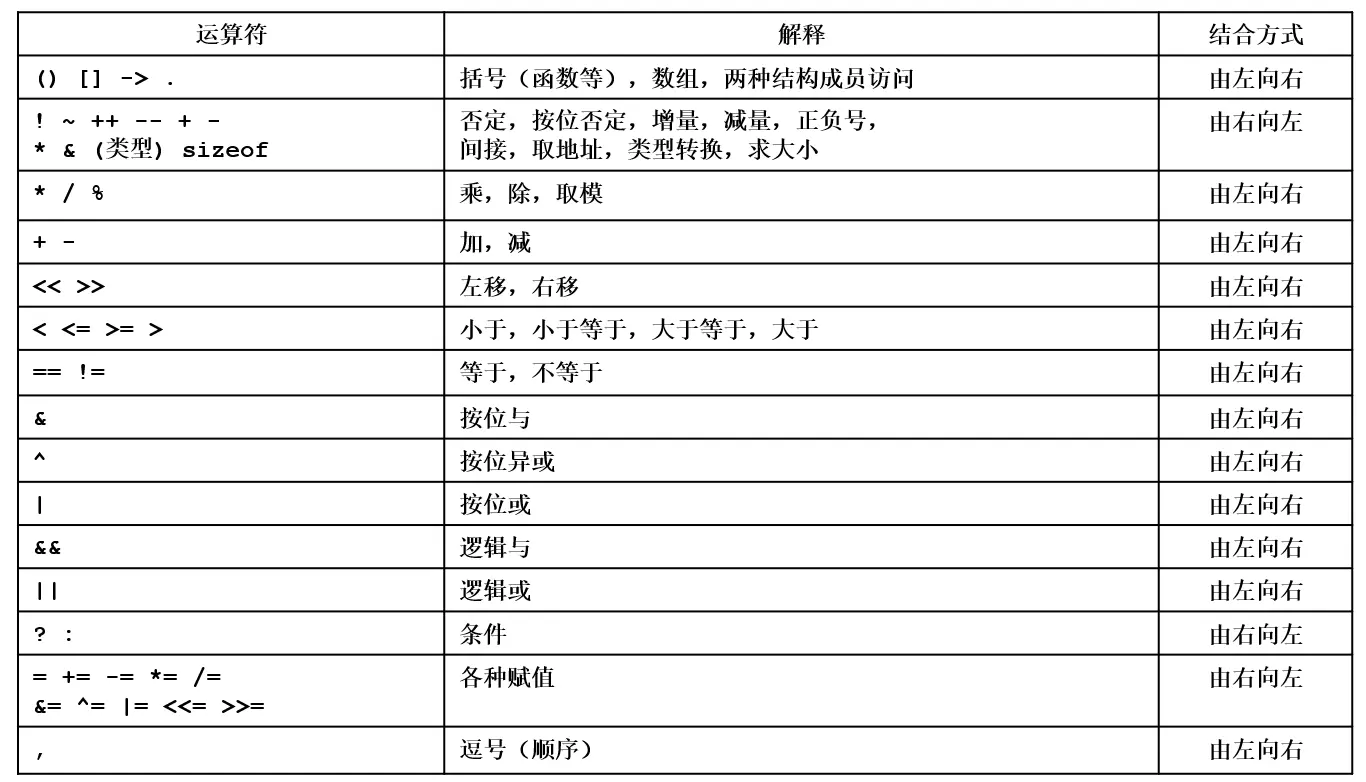 运算符 解释 结合方式
() [] -> . 括号（函数等），数组，两种结构成员访问 由左向右
! ~ ++ -- + - 否定，按位否定，增量，减量，正负号， 由右向左
* & (类型) sizeof 间接，取地址，类型转换，求大小
* / % 乘，除，取模 由左向右
+ - 加，减 由左向右
<< >> 左移，右移 由左向右
< <= >= > 小于，小于等于，大于等于，大于 由左向右
== != 等于，不等于 由左向右
& 按位与 由左向右
^ 按位异或 由左向右
| 按位或 由左向右
&& 逻辑与 由左向右
|| 逻辑或 由左向右
? : 条件 由右向左
= += -= *= /= 各种赋值 由右向左
&= ^= |= <<= >>=
, 逗号（顺序） 由左向右